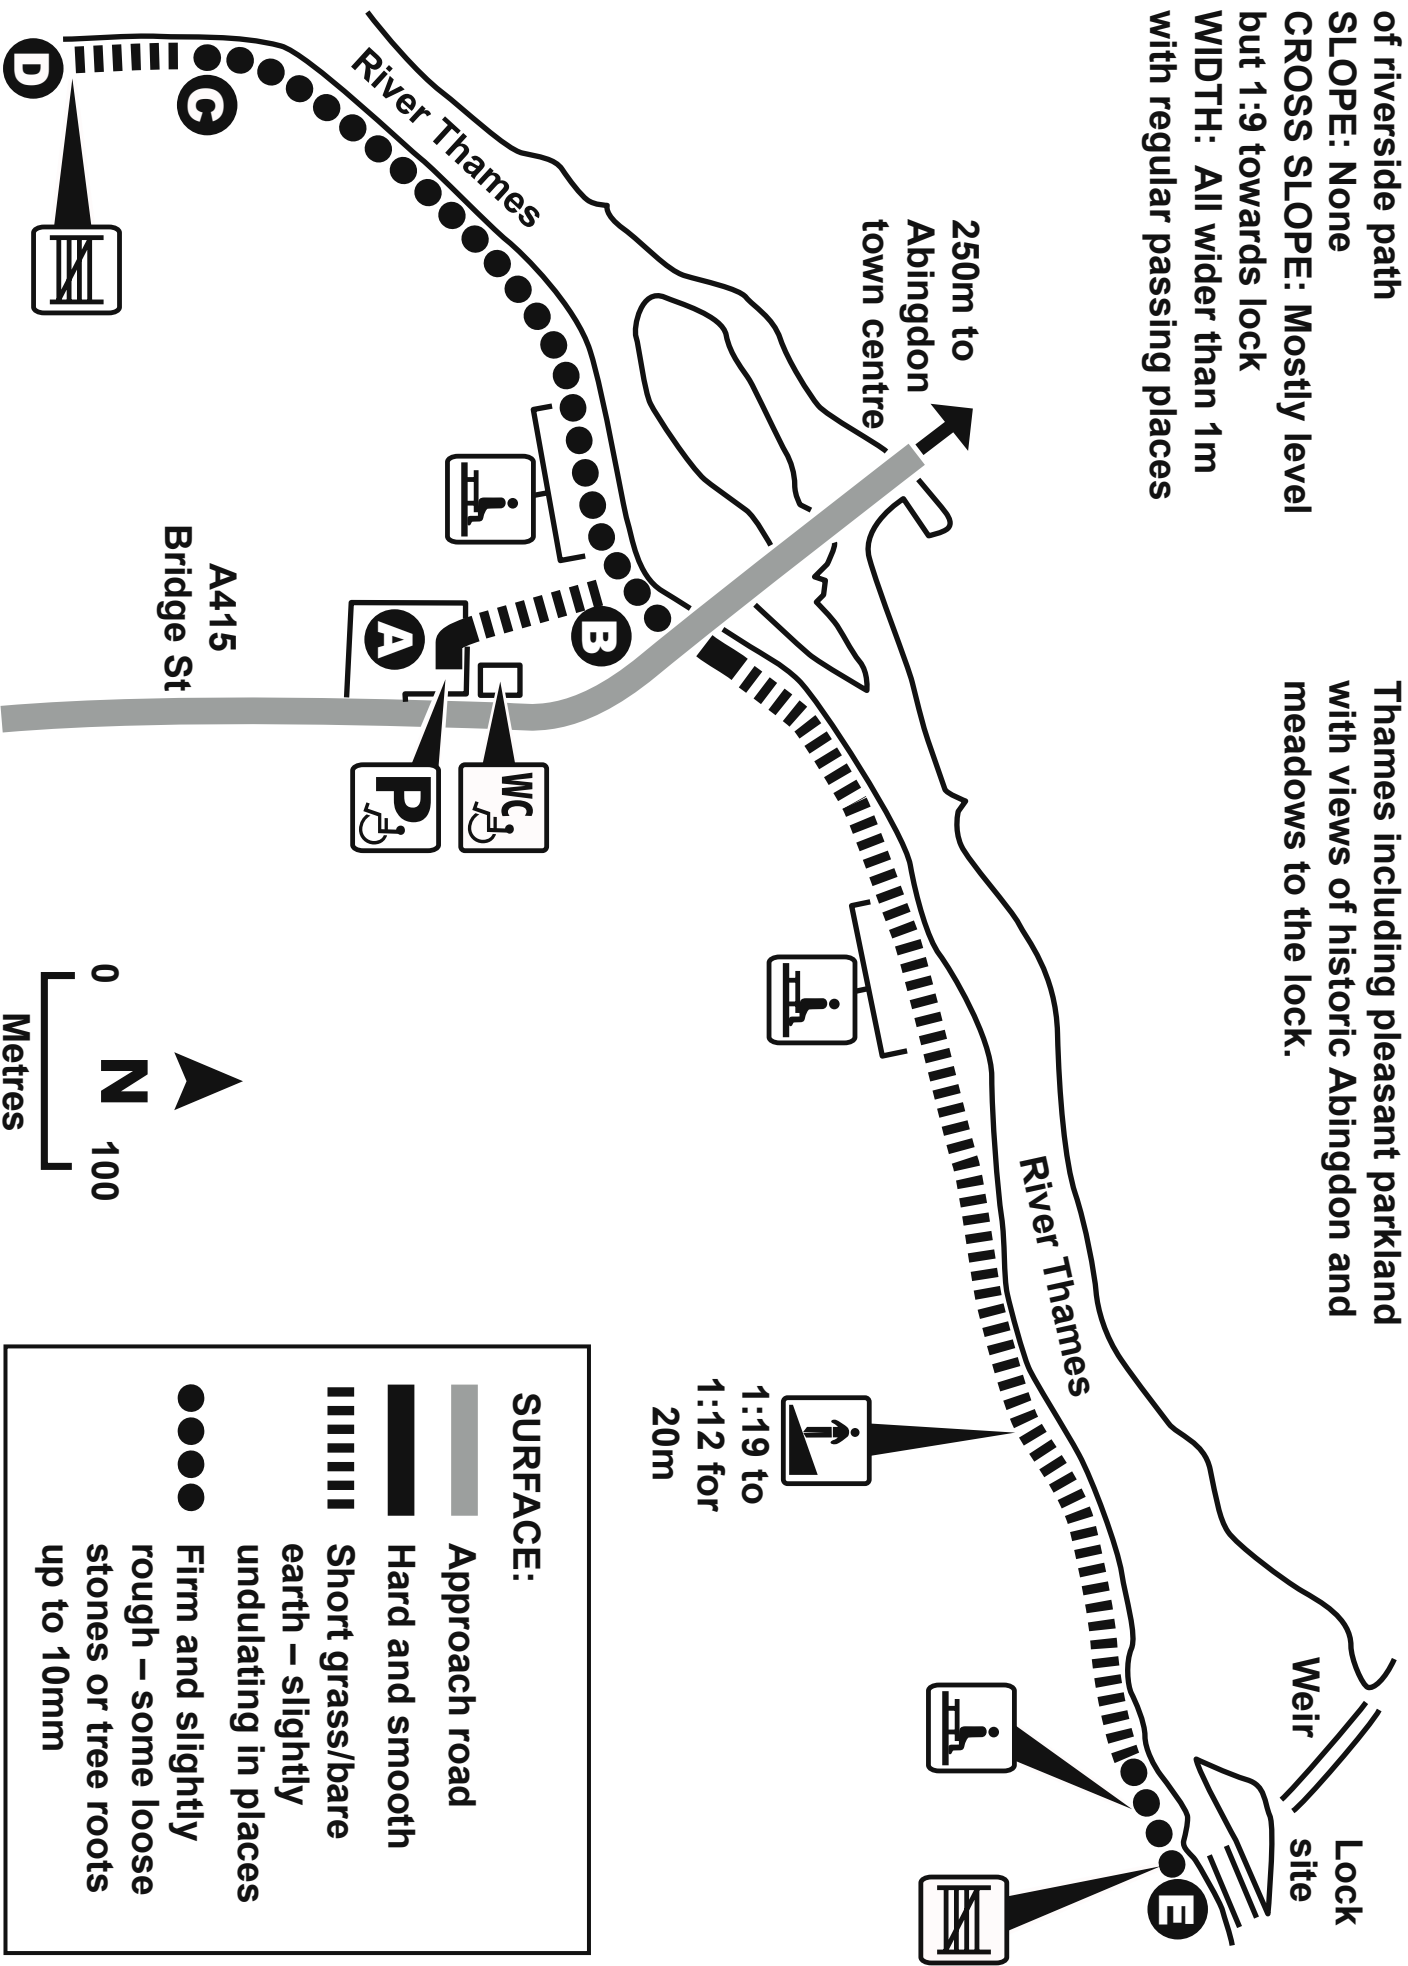 of riverside path
SLOPE: None
CROSS SLOPE: Mostly level
but 1:9 towards lock
WIDTH: All wider than 1m
with regular passing places
Thames including pleasant parkland
with views of historic Abingdon and
meadows to the lock.
250m to
Abingdon
town centre
River Thames
River Thames
Weir
Lock
site
D
C
B
A
E
A415
Bridge St
WC
P
1:19 to
1:12 for
20m
N
0
100
Metres
SURFACE:
Approach road
Hard and smooth
Short grass/bare
earth – slightly
undulating in places
Firm and slightly
rough – some loose
stones or tree roots
up to 10mm